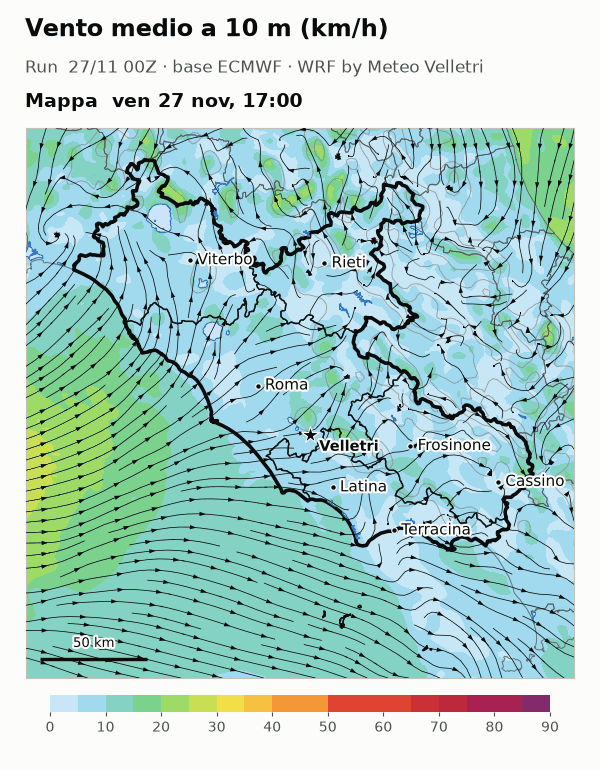 Vento medio a 10 m (km/h)
Run  27/11 00Z · base ECMWF · WRF by Meteo Velletri
Mappa  ven 27 nov, 17:00
Viterbo
Rieti
Roma
Velletri
Frosinone
Cassino
Latina
Terracina
50 km
0 10 20 30 40 50 60 70 80 90